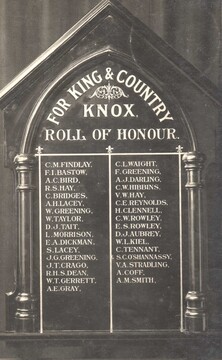 FOR KING & COUNTRY
KNOX.
ROLL OF HONOUR.
C.M.FINDLAY.
F.I.BASTOW.
A.C.BIRD.
R.S.HAY.
C.BRIDGES.
A.H.LACEY.
W.GREENING.
W.TAYLOR.
D.J.TAIT.
L.MORRISON.
E.A.DICKMAN.
S.LACEY.
J.G.GREENING.
J.T.CRAGO.
R.H.S.DEAN.
W.T.GERRETT.
A.E.GRAY.
C.L.WAIGHT.
F.GREENING.
A.J.DARLING.
C.W.HIBBINS.
V.W.HAY.
C.E.REYNOLDS.
H.CLENNELL.
C.W.ROWLEY.
E.S.ROWLEY.
D.J.AUBREY.
W.L.KIEL.
C.TENNANT.
S.C.O'SHANNASSY.
V.A.STRADLING.
A.COFF.
A.M.SMITH.